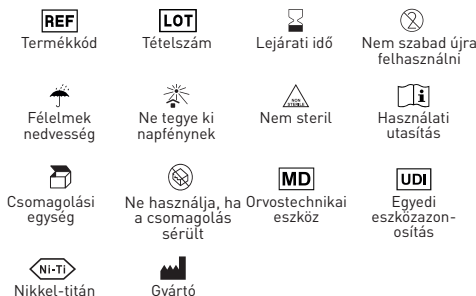 REF LOT
Termékkód Tételszám Lejárati idő Nem szabad újra
felhasználni
2
NON
STERILE
i
Félelmek Ne tegye ki Nem steril Használati
nedvesség napfénynek utasítás
MD UDI
Csomagolási Ne használja, ha Orvostechnikai Egyedi
egység a csomagolás eszköz eszközazon-
sérült osítás
Ni-Ti
Nikkel-titán Gyártó